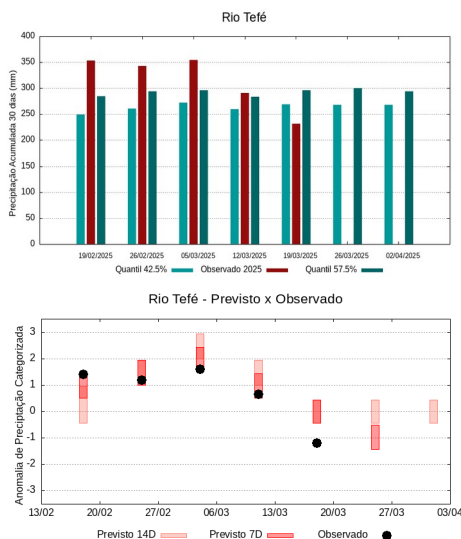 Rio Tefé
Precipitação Acumulada 30 dias (mm)
400
350
300
250
200
150
100
50
0
19/02/2025 26/02/2025 05/03/2025 12/03/2025 19/03/2025 26/03/2025 02/04/2025
Quantil 42.5% Observado 2025 Quantil 57.5%
Rio Tefé - Previsto x Observado
Anomalia de Preciptação Categorizada
3
2
1
0
-1
-2
-3
13/02 20/02 27/02 06/03 13/03 20/03 27/03 03/04
Previsto 14D Previsto 7D Observado